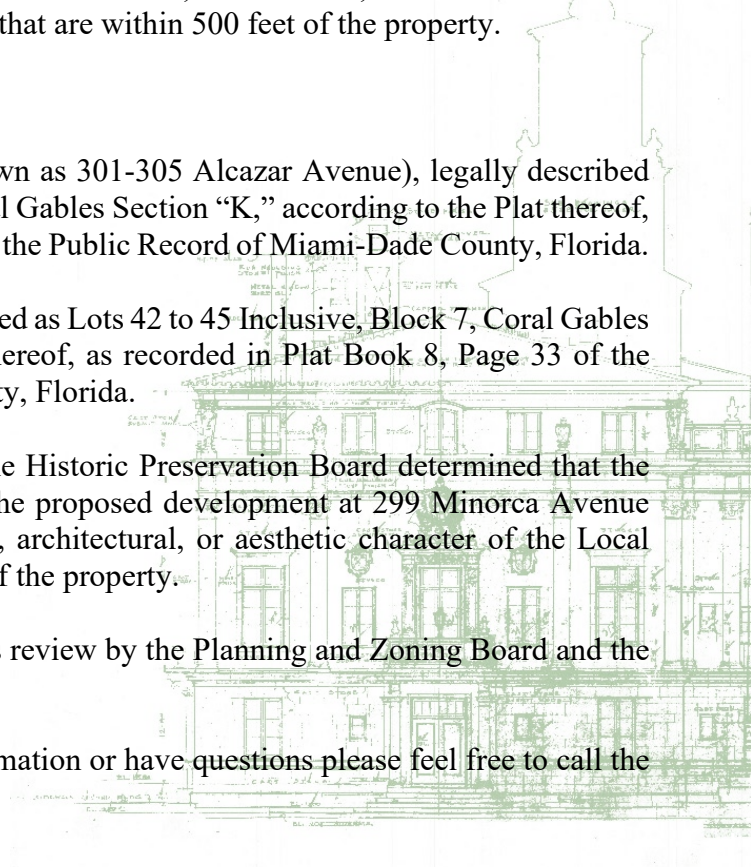 that are within 500 feet of the property.
wn as 301-305 Alcazar Avenue), legally described
l Gables Section “K,” according to the Plat thereof,
the Public Record of Miami-Dade County, Florida.
ed as Lots 42 to 45 Inclusive, Block 7, Coral Gables
ereof, as recorded in Plat Book 8, Page 33 of the
ty, Florida.
e Historic Preservation Board determined that the
he proposed development at 299 Minorca Avenue
, architectural, or aesthetic character of the Local
f the property.
s review by the Planning and Zoning Board and the
mation or have questions please feel free to call the